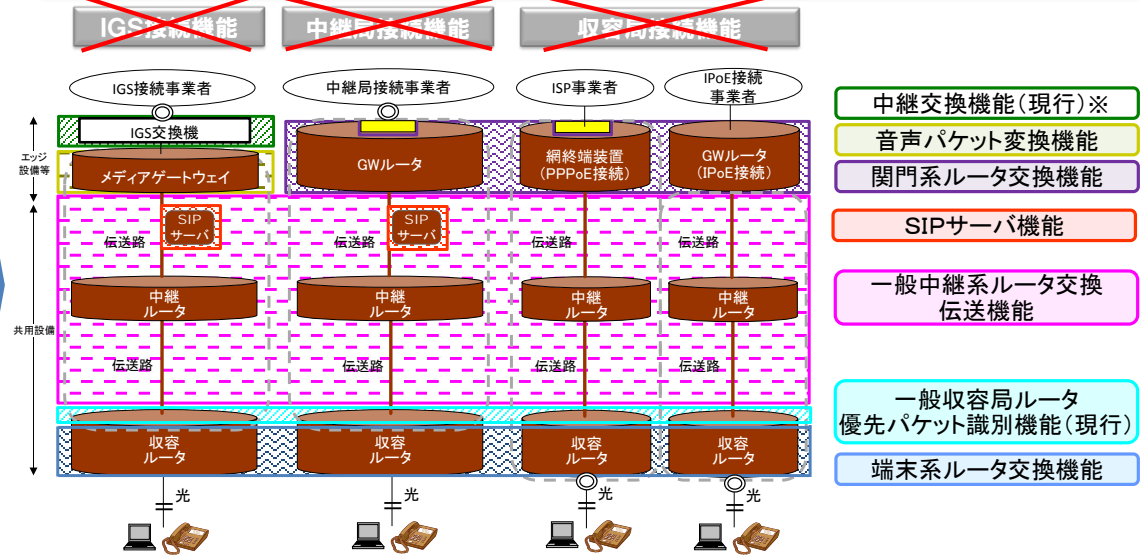 IGS接続機能
中継局接続機能
収容局接続機能
IGS接続事業者
中継局接続事業者
ISP事業者
IPoE接続
事業者
IGS交換機
メディアゲートウェイ
GWルータ
網終端装置
(PPPoE接続)
GWルータ
(IPoE接続)
エッジ
設備等
共用設備
SIP
サーバ
SIP
サーバ
伝送路
伝送路
伝送路
伝送路
中継
ルータ
中継
ルータ
中継
ルータ
中継
ルータ
伝送路
伝送路
伝送路
伝送路
収容
ルータ
収容
ルータ
収容
ルータ
収容
ルータ
光
光
光
光
中継交換機能(現行)※
音声パケット変換機能
関門系ルータ交換機能
SIPサーバ機能
一般中継系ルータ交換
伝送機能
一般収容局ルータ
優先パケット識別機能(現行)
端末系ルータ交換機能